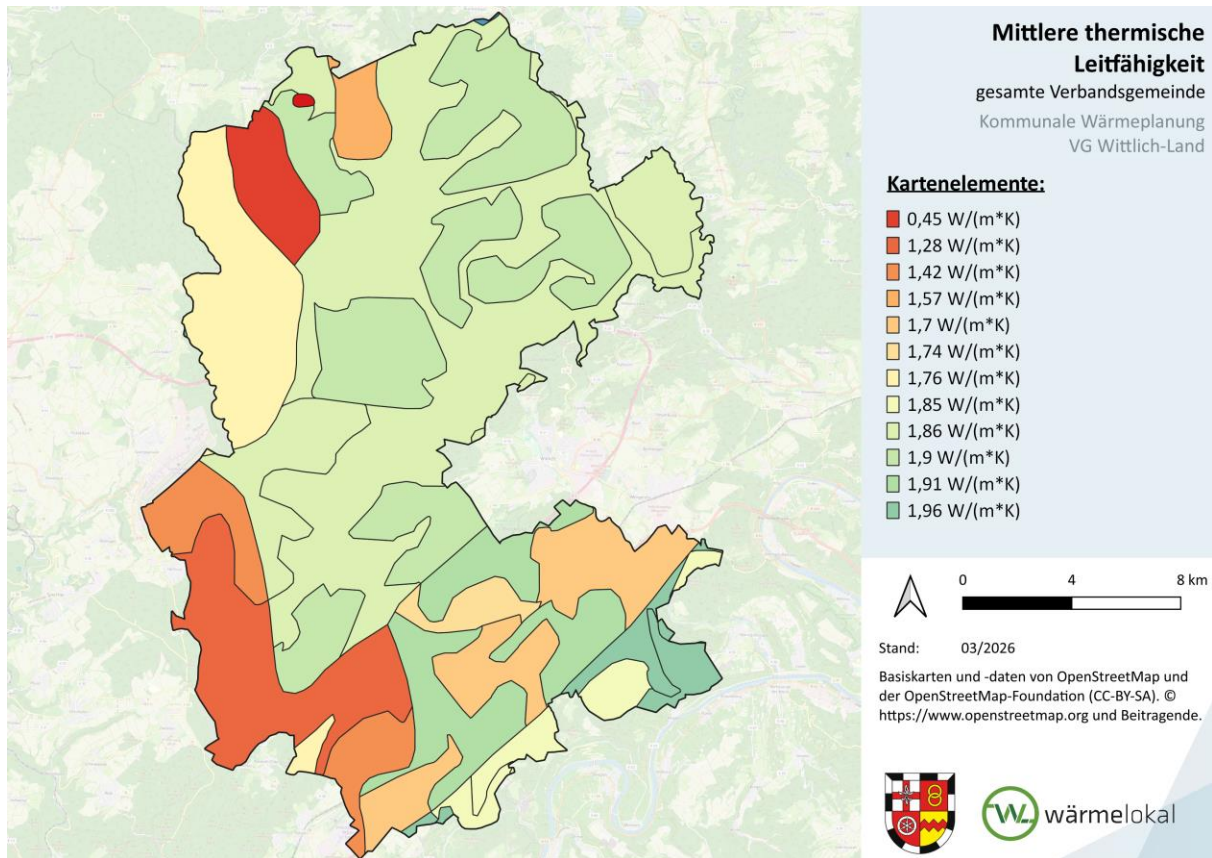 Mittlere thermische
Leitfähigkeit
gesamte Verbandsgemeinde
Kommunale Wärmeplanung
VG Wittlich-Land
Kartenelemente:
0,45 W/(m*K)
1,28 W/(m*K)
1,42 W/(m*K)
1,57 W/(m*K)
1,7 W/(m*K)
1,74 W/(m*K)
1,76 W/(m*K)
1,85 W/(m*K)
1,86 W/(m*K)
1,9 W/(m*K)
1,91 W/(m*K)
1,96 W/(m*K)
0 4 8 km
Stand: 03/2026
Basiskarten und -daten von OpenStreetMap und
der OpenStreetMap-Foundation (CC-BY-SA). ©
https://www.openstreetmap.org und Beitragende.
wärmelokal